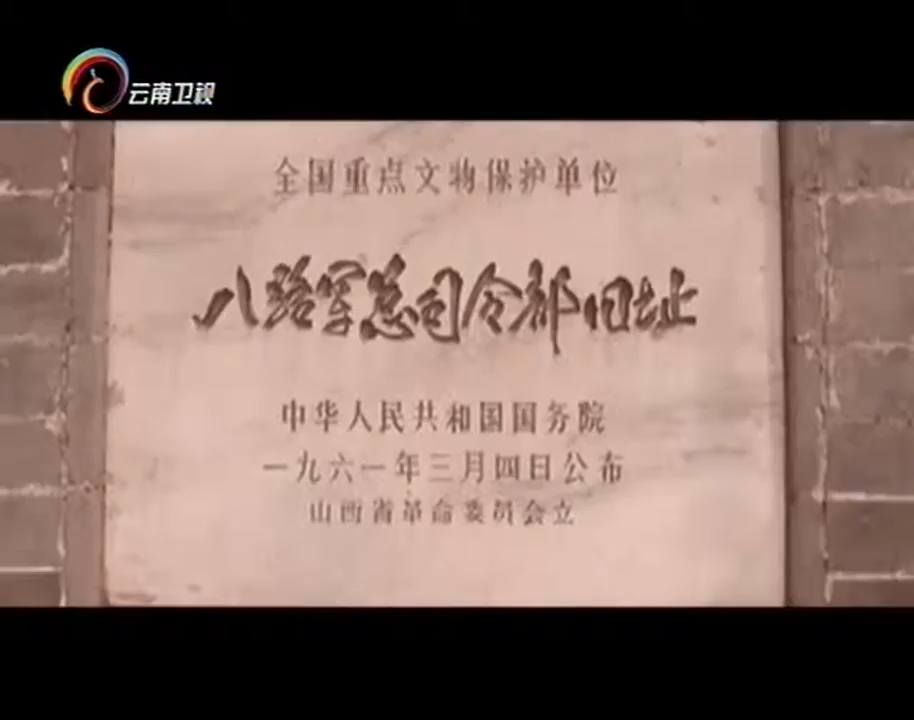 云南卫视
全国重点文物保护单位
八路军总司令部旧址
中华人民共和国国务院
一九六一年三月四日公布
山西省革命委员会立